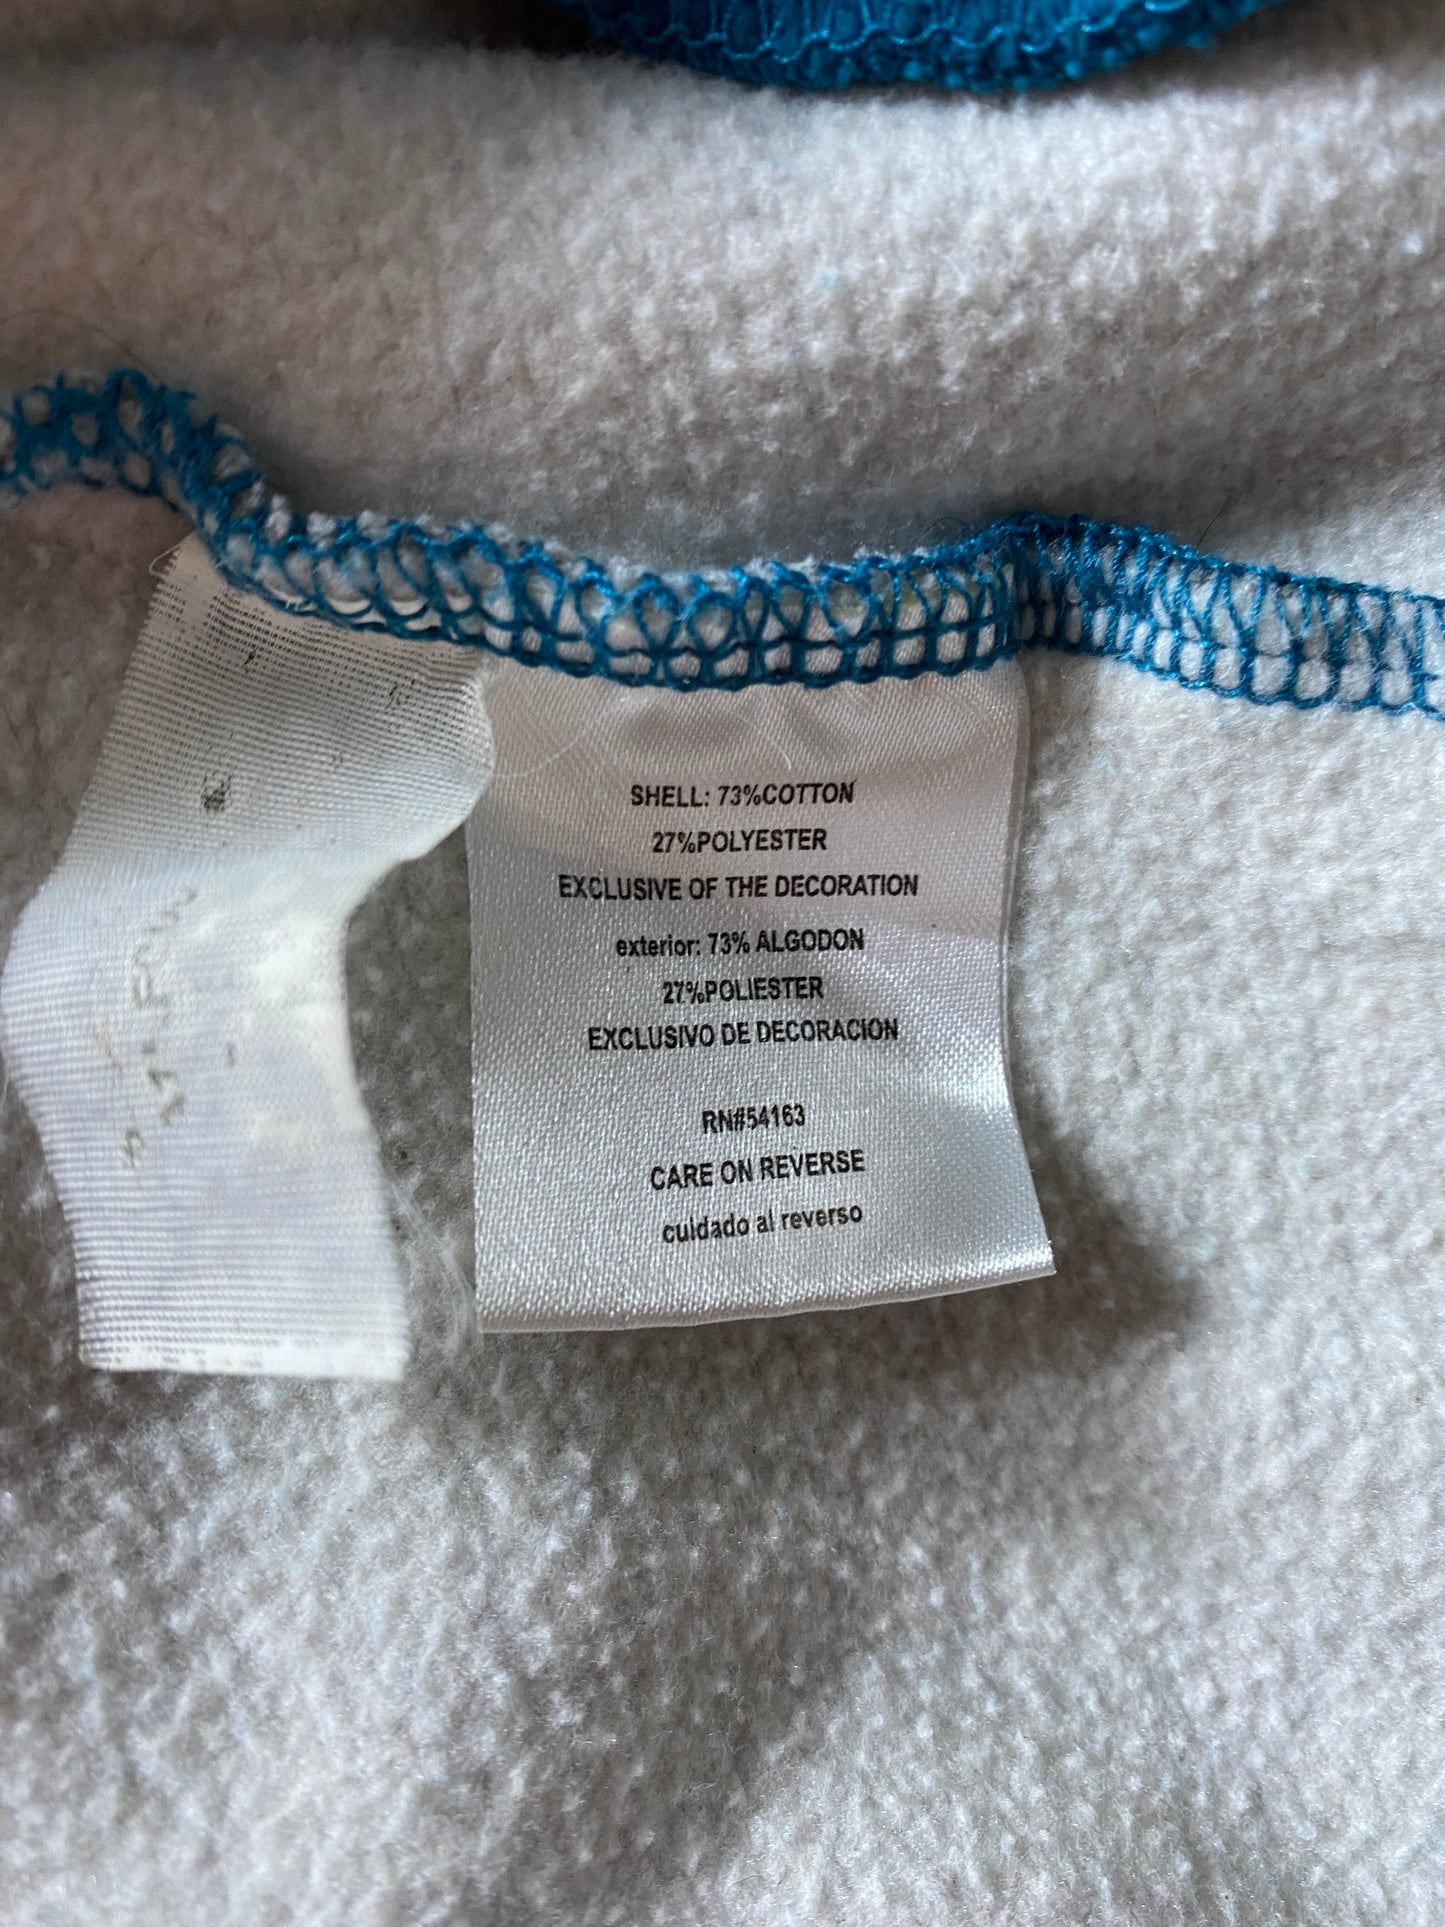 SHELL: 73%COTTON
27%POLYESTER
EXCLUSIVE OF THE DECORATION
exterior: 73% ALGODON
27%POLIESTER
EXCLUSIVO DE DECORACION
RN#54163
CARE ON REVERSE
cuidado al reverso